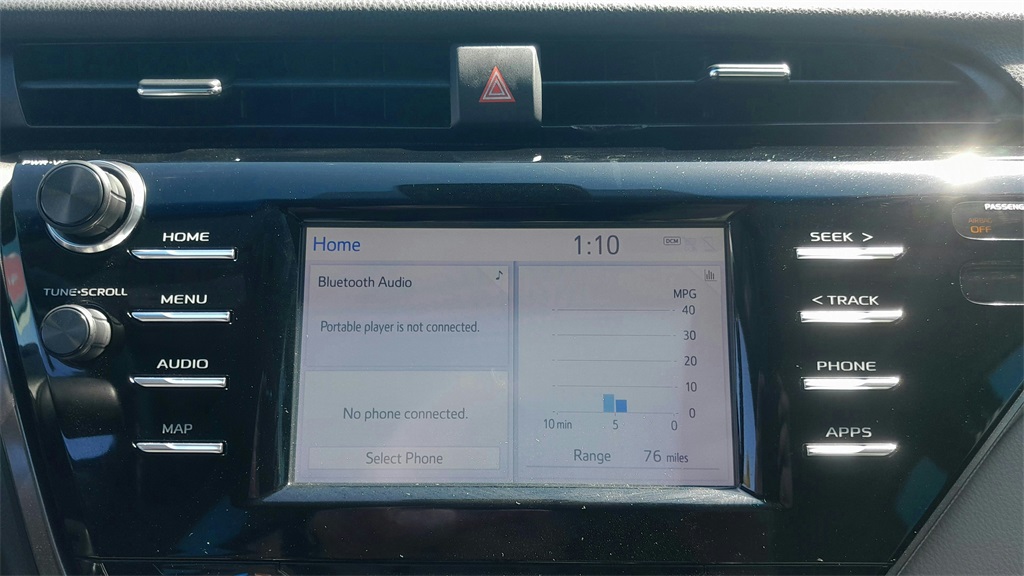 HOME
TUNE•SCROLL
MENU
AUDIO
MAP
Home
1:10
DCM
Bluetooth Audio
Portable player is not connected.
No phone connected.
Select Phone
MPG
40
30
20
10
0
10 min 5 0
Range 76 miles
SEEK >
< TRACK
PHONE
APPS
OFF